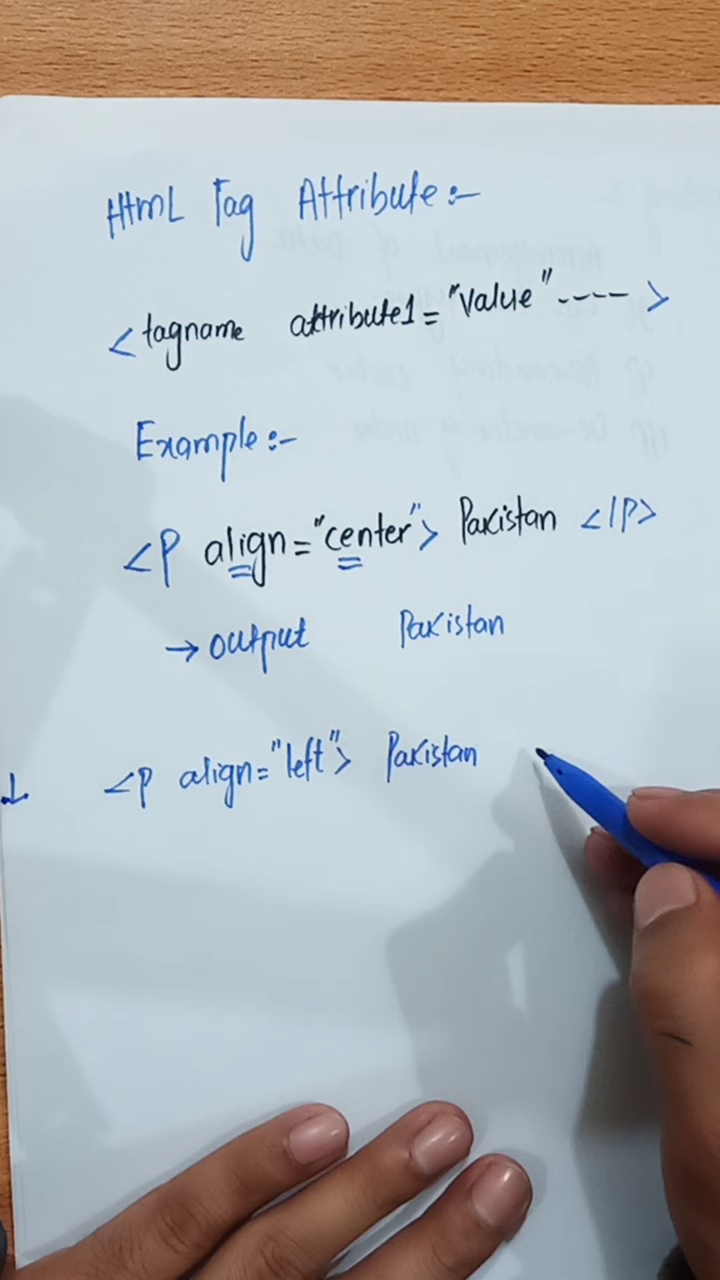 HtmL Tag Attribute:-
<tagname attribute1="value"---->
Example:-
<P align="center"> Pakistan </P>
→ output Pakistan
<P align="left"> Pakistan